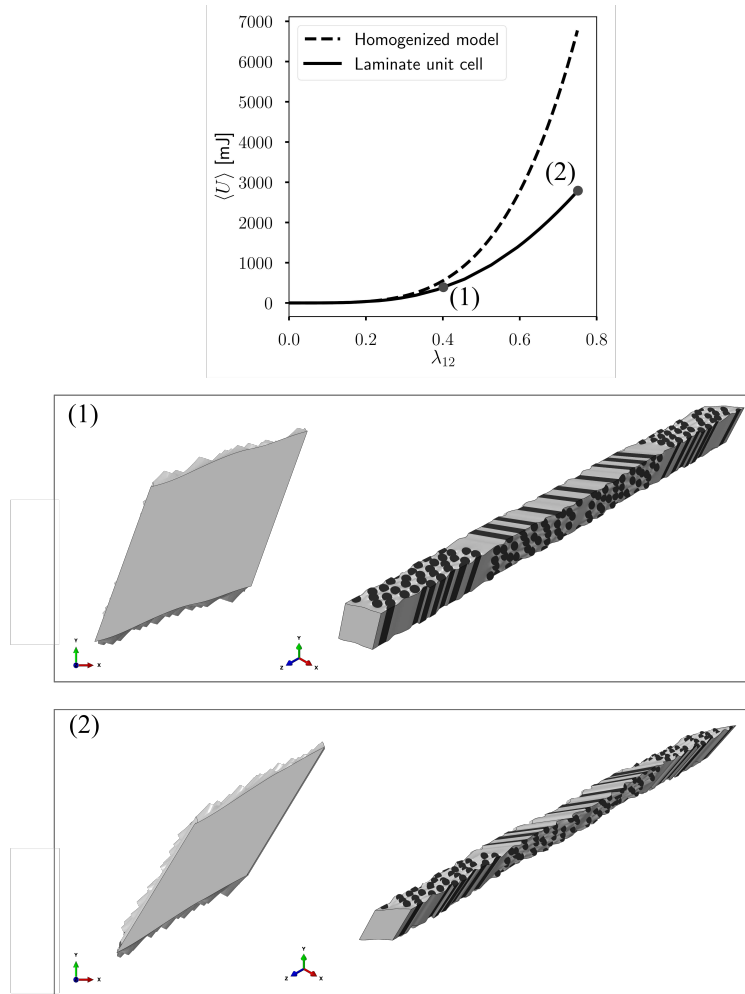 7000
6000
5000
4000
3000
2000
1000
0
⟨U⟩ [mJ]
Homogenized model
Laminate unit cell
(2)
(1)
0.0 0.2 0.4 0.6 0.8
λ12
(1)
Y
X
Y
Z X
(2)
Y
X
Y
Z X